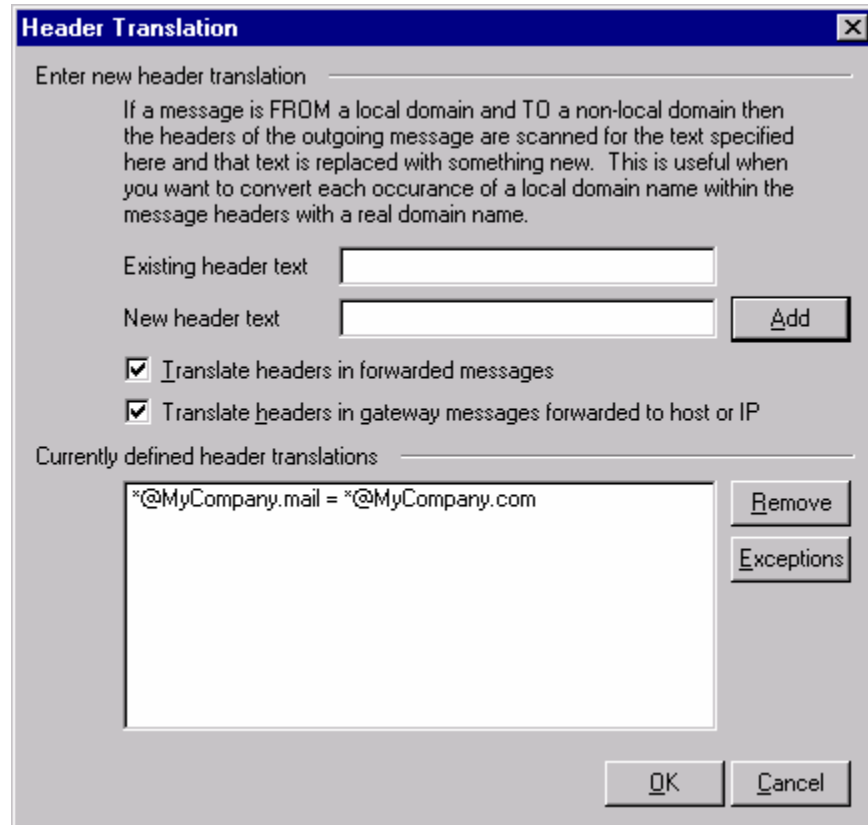 Header Translation
Enter new header translation
If a message is FROM a local domain and TO a non-local domain then
the headers of the outgoing message are scanned for the text specified
here and that text is replaced with something new.  This is useful when
you want to convert each occurance of a local domain name within the
message headers with a real domain name.
Existing header text
New header text
Add
Translate headers in forwarded messages
Translate headers in gateway messages forwarded to host or IP
Currently defined header translations
*@MyCompany.mail = *@MyCompany.com
Remove
Exceptions
OK
Cancel